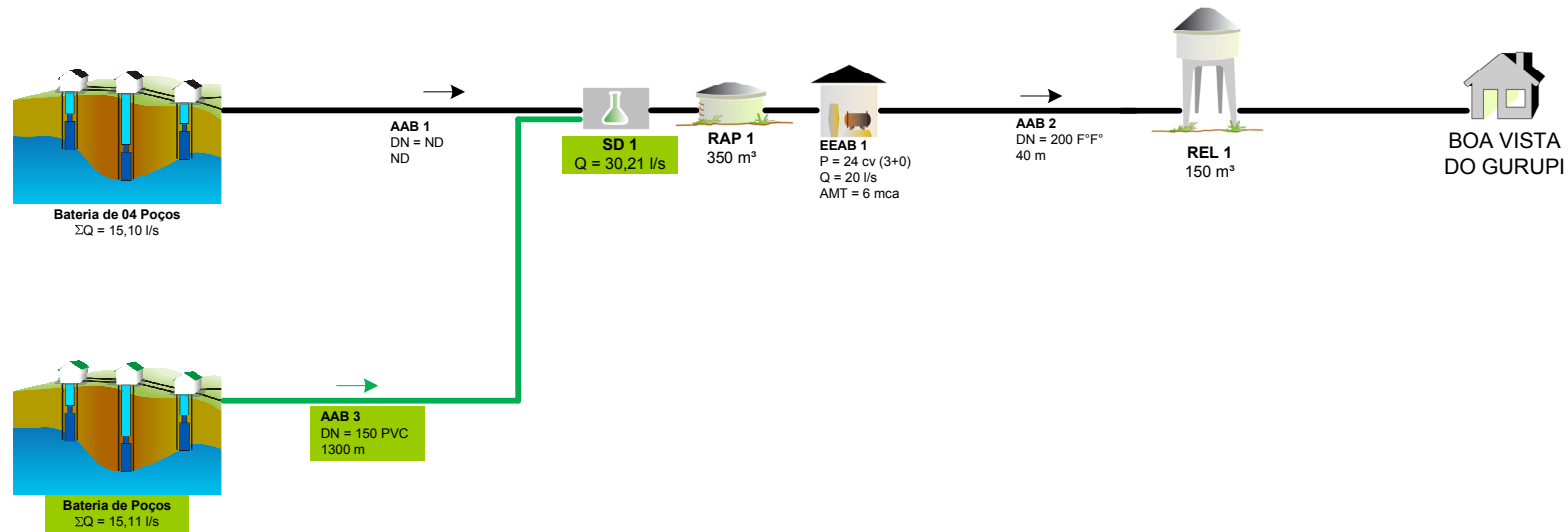 Bateria de 04 Poços
ΣQ = 15,10 l/s
AAB 1
DN = ND
ND
SD 1
Q = 30,21 l/s
RAP 1
350 m³
EEAB 1
P = 24 cv (3+0)
Q = 20 l/s
AMT = 6 mca
AAB 2
DN = 200 F°F°
40 m
REL 1
150 m³
BOA VISTA
DO GURUPI
AAB 3
DN = 150 PVC
1300 m
Bateria de Poços
ΣQ = 15,11 l/s